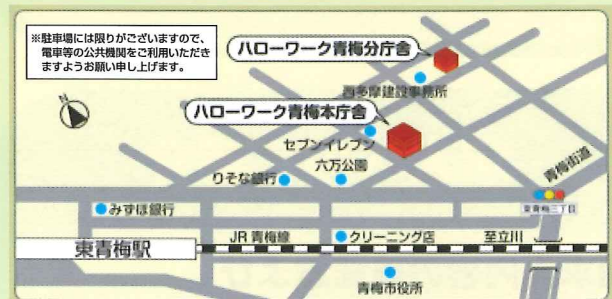 ※駐車場には限りがございますので、
電車等の公共機関をご利用いただき
ますようお願い申し上げます。
ハローワーク青梅分庁舎
西多摩建設事務所
ハローワーク青梅本庁舎
N
セブンイレブン
六万公園
りそな銀行
青梅街道
東青梅三丁目
みずほ銀行
東青梅駅
JR 青梅線
クリーニング店
至立川
青梅市役所